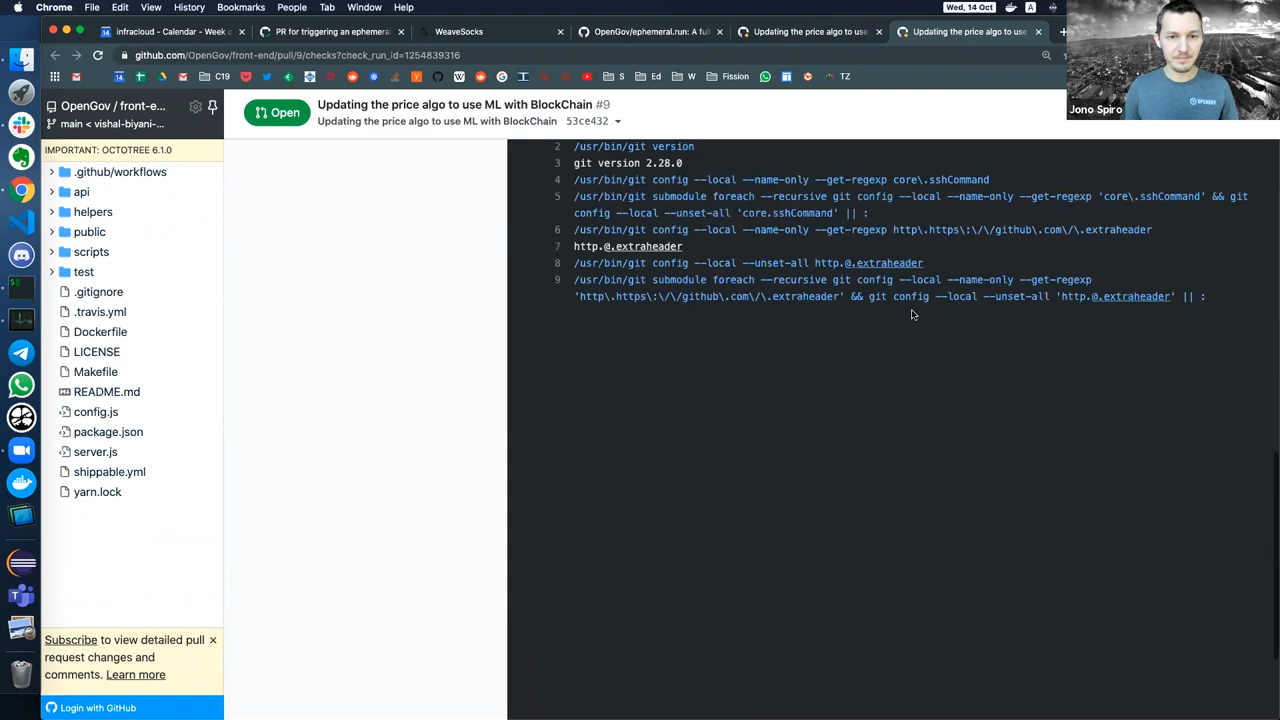 Chrome File Edit View History Bookmarks People Tab Window Help
Wed, 14 Oct
infracloud - Calendar - Week o
PR for triggering an ephemeral
WeaveSocks
OpenGov/ephemeral.run: A full
Updating the price algo to use
Updating the price algo to use
github.com/OpenGov/front-end/pull/9/checks?check_run_id=1254839316
C19
S
Ed
W
Fission
TZ
OpenGov / front-e...
main < vishal-biyani-...
IMPORTANT: OCTOTREE 6.1.0
.github/workflows
api
helpers
public
scripts
test
.gitignore
.travis.yml
Dockerfile
LICENSE
Makefile
README.md
config.js
package.json
server.js
shippable.yml
yarn.lock
Subscribe to view detailed pull
request changes and
comments. Learn more
Login with GitHub
Open
Updating the price algo to use ML with BlockChain #9
Updating the price algo to use ML with BlockChain 53ce432
2 /usr/bin/git version
3 git version 2.28.0
4 /usr/bin/git config --local --name-only --get-regexp core\.sshCommand
5 /usr/bin/git submodule foreach --recursive git config --local --name-only --get-regexp 'core\.sshCommand' && git
config --local --unset-all 'core.sshCommand' || :
6 /usr/bin/git config --local --name-only --get-regexp http\.https\:\/\/github\.com\/\.extraheader
7 http.@.extraheader
8 /usr/bin/git config --local --unset-all http.@.extraheader
9 /usr/bin/git submodule foreach --recursive git config --local --name-only --get-regexp
'http\.https\:\/\/github\.com\/\.extraheader' && git config --local --unset-all 'http.@.extraheader' || :
OPENGOV
Jono Spiro